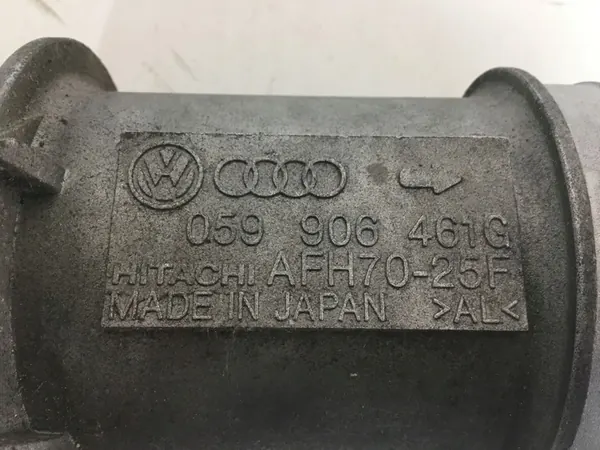 059 906 461G
HITACHI AFH70-25F
MADE IN JAPAN >AL<